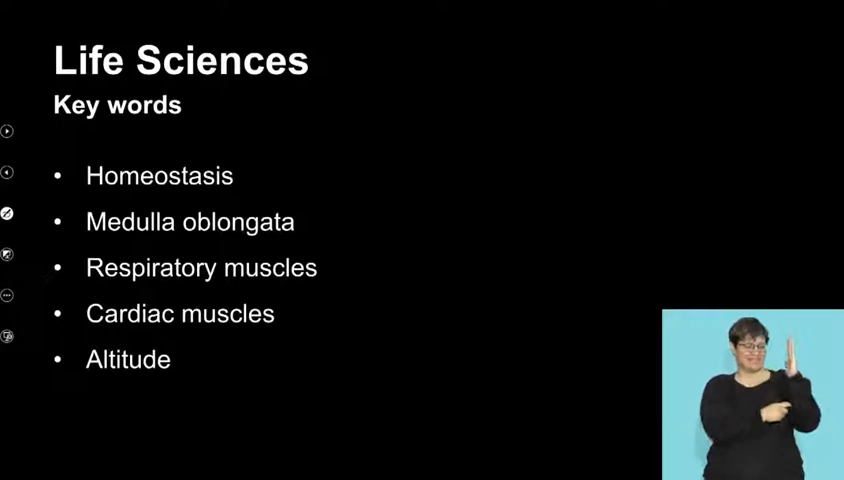 Life Sciences
Key words
• Homeostasis
• Medulla oblongata
• Respiratory muscles
• Cardiac muscles
• Altitude